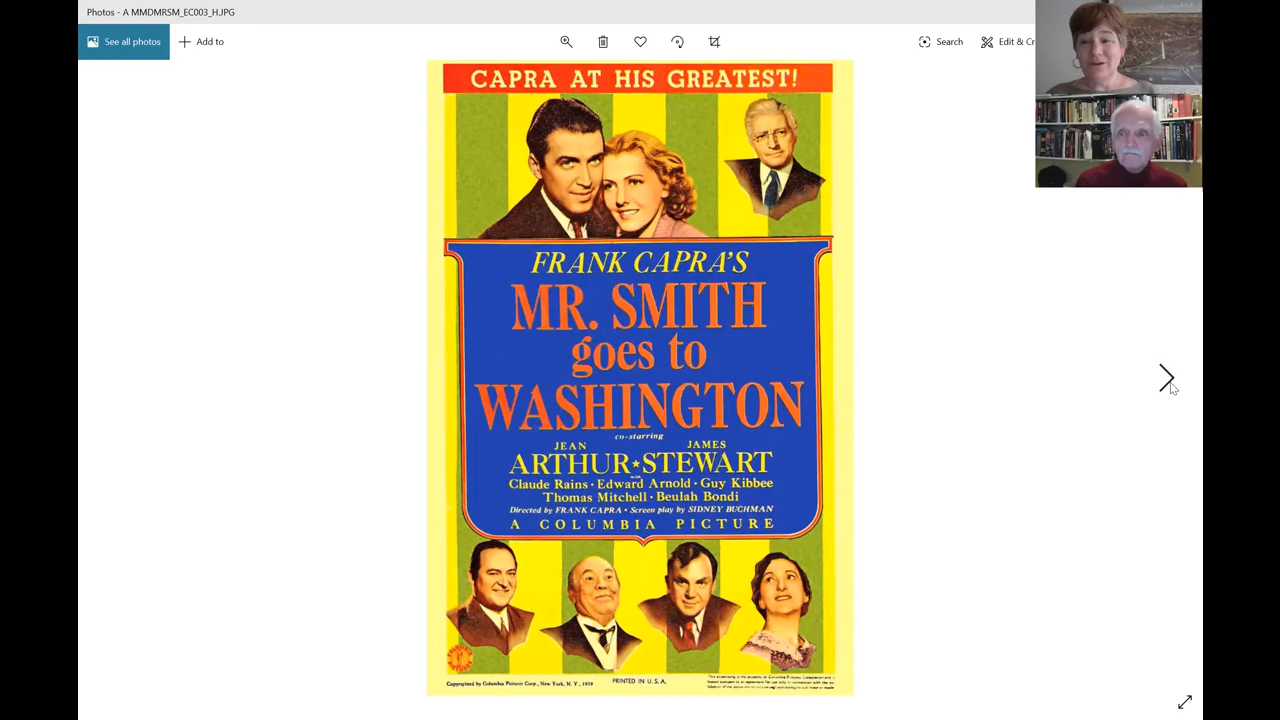 Photos - A MMDMRSM_EC003_H.JPG
See all photos
Add to
Search
Edit & Cr
CAPRA AT HIS GREATEST!
FRANK CAPRA'S
MR. SMITH
goes to
WASHINGTON
co-starring
JEAN JAMES
ARTHUR★STEWART
with
Claude Rains · Edward Arnold · Guy Kibbee
Thomas Mitchell · Beulah Bondi
Directed by FRANK CAPRA · Screen play by SIDNEY BUCHMAN
A COLUMBIA PICTURE
Copyrighted by Columbia Pictures Corp., New York, N. Y., 1939
PRINTED IN U. S. A.